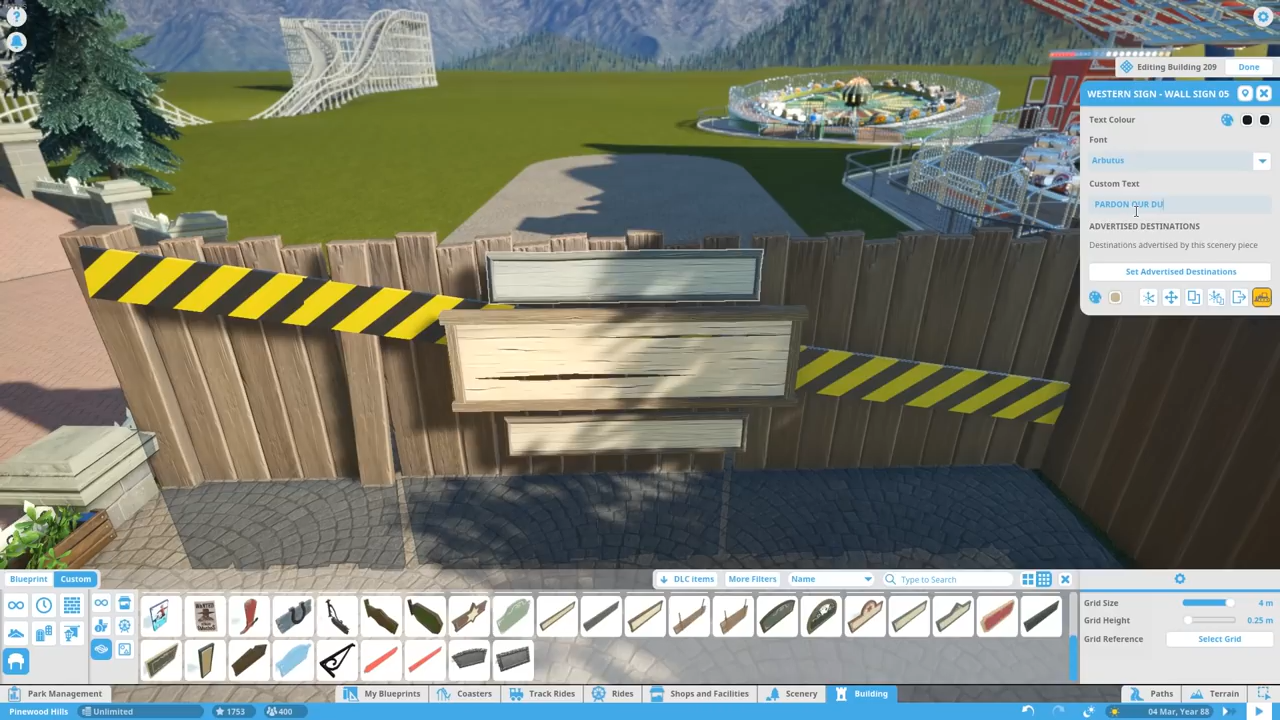 Editing Building 209
Done
WESTERN SIGN - WALL SIGN 05
Text Colour
Font
Arbutus
Custom Text
PARDON OUR DU
ADVERTISED DESTINATIONS
Destinations advertised by this scenery piece
Set Advertised Destinations
Blueprint
Custom
DLC items
More Filters
Name
Type to Search
WANTED
Grid Size
4 m
Grid Height
0.25 m
Grid Reference
Select Grid
Park Management
My Blueprints
Coasters
Track Rides
Rides
Shops and Facilities
Scenery
Building
Paths
Terrain
Pinewood Hills
Unlimited
1753
400
04 Mar, Year 88